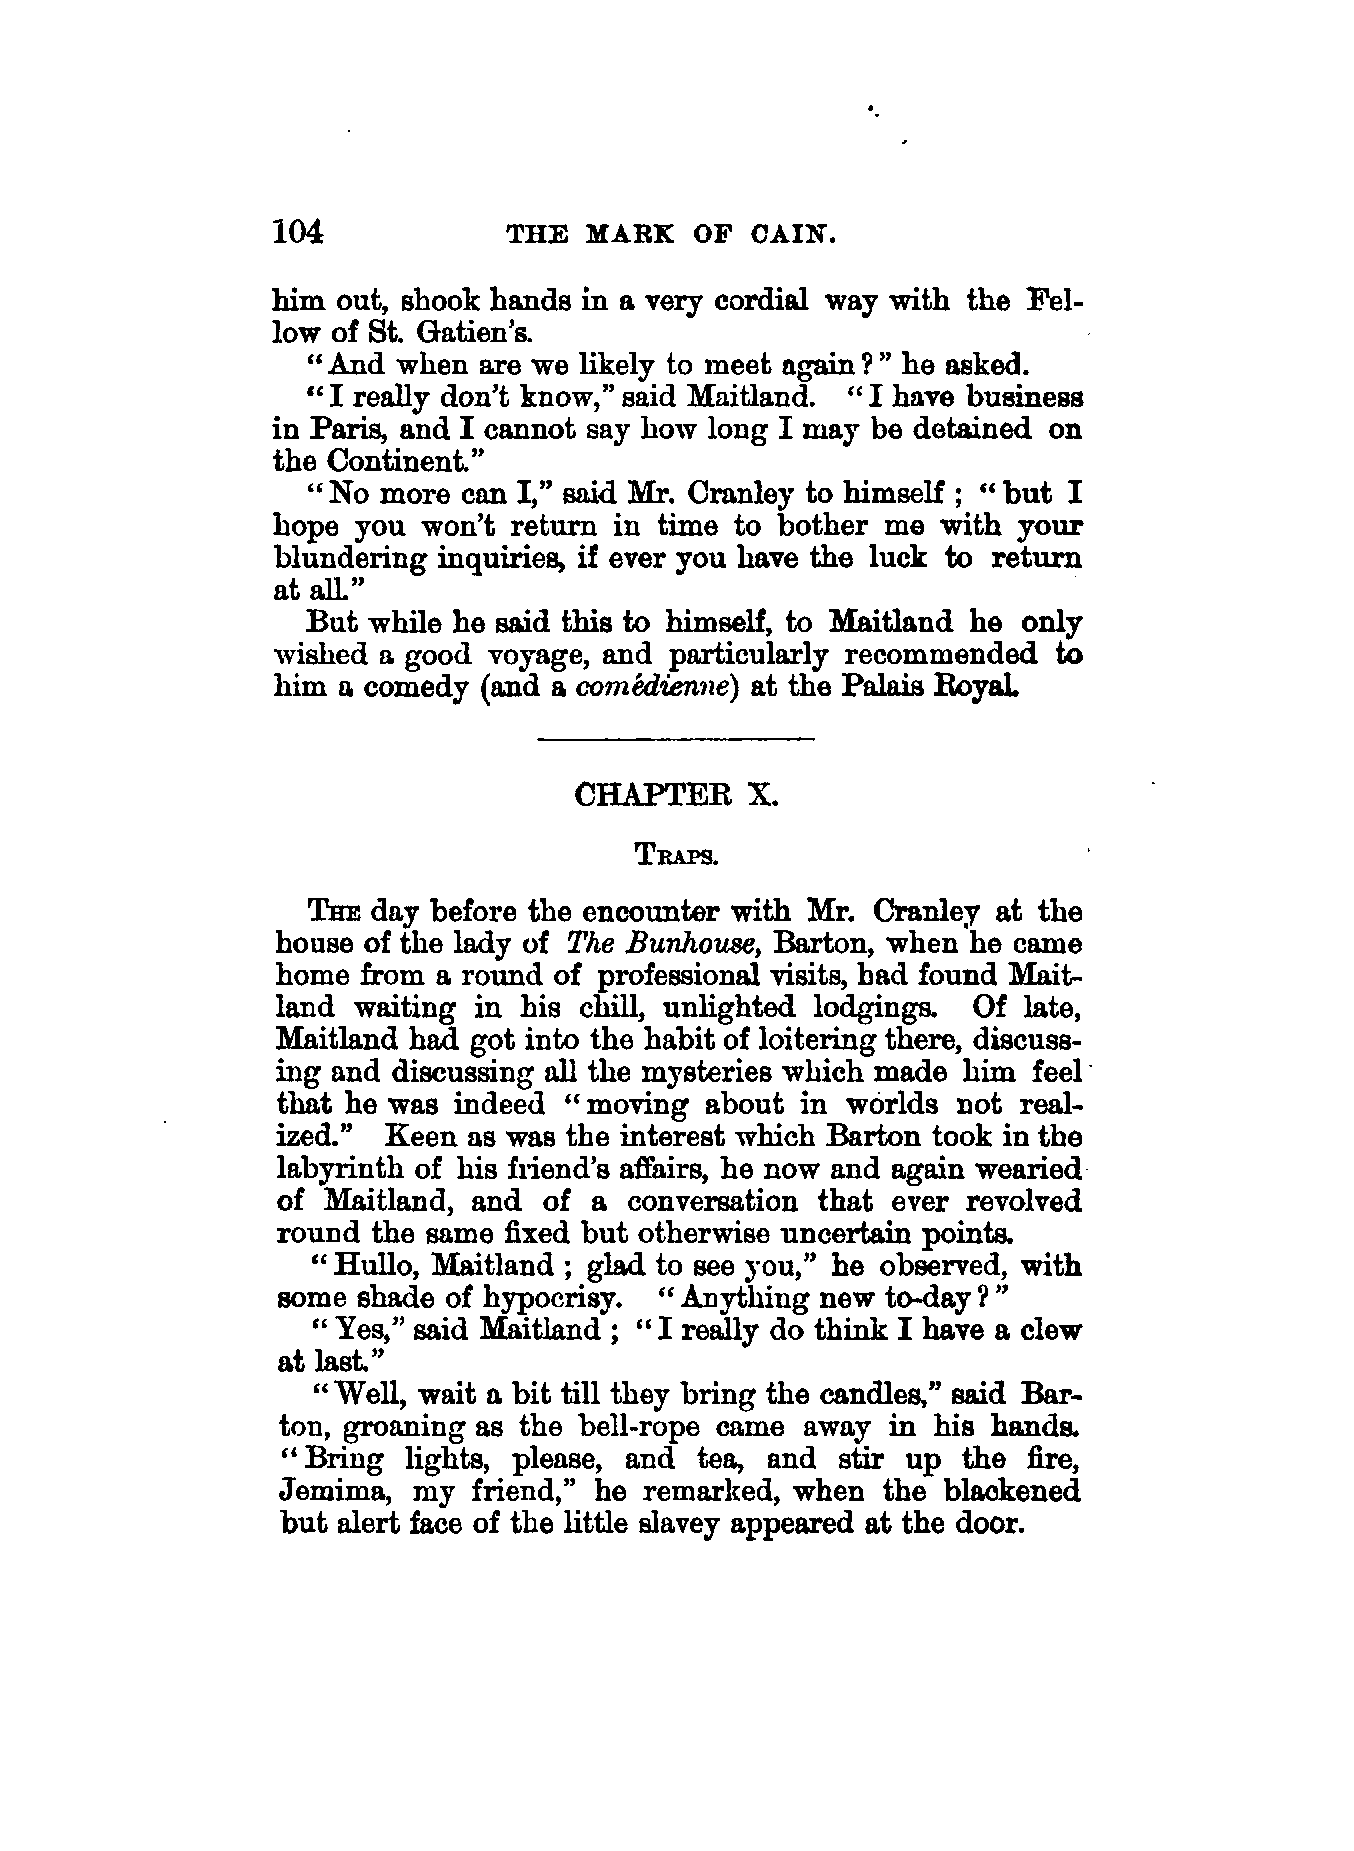 104 THE MARK OF CAIN.
him out, shook hands in a very cordial way with the Fel-
low of St. Gatien's.
"And when are we likely to meet again?" he asked.
"I really don't know," said Maitland. "I have business
in Paris, and I cannot say how long I may be detained on
the Continent."
"No more can I," said Mr. Cranley to himself; "but I
hope you won't return in time to bother me with your
blundering inquiries, if ever you have the luck to return
at all."
But while he said this to himself, to Maitland he only
wished a good voyage, and particularly recommended to
him a comedy (and a comédienne) at the Palais Royal.
CHAPTER X.
TRAPS.
THE day before the encounter with Mr. Cranley at the
house of the lady of The Bunhouse, Barton, when he came
home from a round of professional visits, had found Mait-
land waiting in his chill, unlighted lodgings. Of late,
Maitland had got into the habit of loitering there, discuss-
ing and discussing all the mysteries which made him feel
that he was indeed "moving about in worlds not real-
ized." Keen as was the interest which Barton took in the
labyrinth of his friend's affairs, he now and again wearied
of Maitland, and of a conversation that ever revolved
round the same fixed but otherwise uncertain points.
"Hullo, Maitland; glad to see you," he observed, with
some shade of hypocrisy. "Anything new to-day?"
"Yes," said Maitland; "I really do think I have a clew
at last."
"Well, wait a bit till they bring the candles," said Bar-
ton, groaning as the bell-rope came away in his hands.
"Bring lights, please, and tea, and stir up the fire,
Jemima, my friend," he remarked, when the blackened
but alert face of the little slavey appeared at the door.